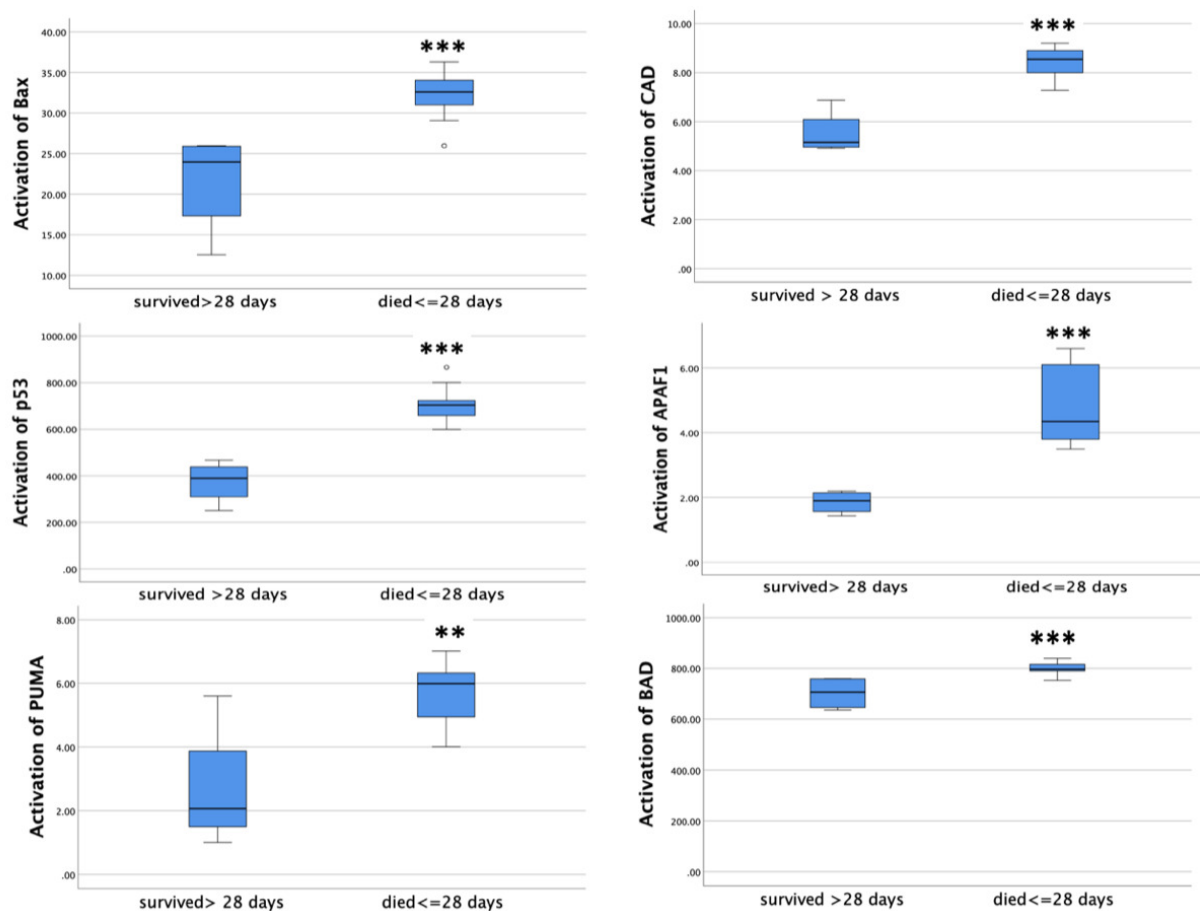 Activation of Bax
40.00
35.00
30.00
25.00
20.00
15.00
10.00
***
survived>28 days
died<=28 days
Activation of CAD
10.00
8.00
6.00
4.00
2.00
.00
***
survived > 28 days
died<=28 days
Activation of p53
1000.00
800.00
600.00
400.00
200.00
.00
***
survived >28 days
died<=28 days
Activation of APAF1
6.00
4.00
2.00
.00
***
survived> 28 days
died<=28 days
Activation of PUMA
8.00
6.00
4.00
2.00
.00
**
survived> 28 days
died<=28 days
Activation of BAD
1000.00
800.00
600.00
400.00
200.00
.00
***
survived >28 days
died<=28 days